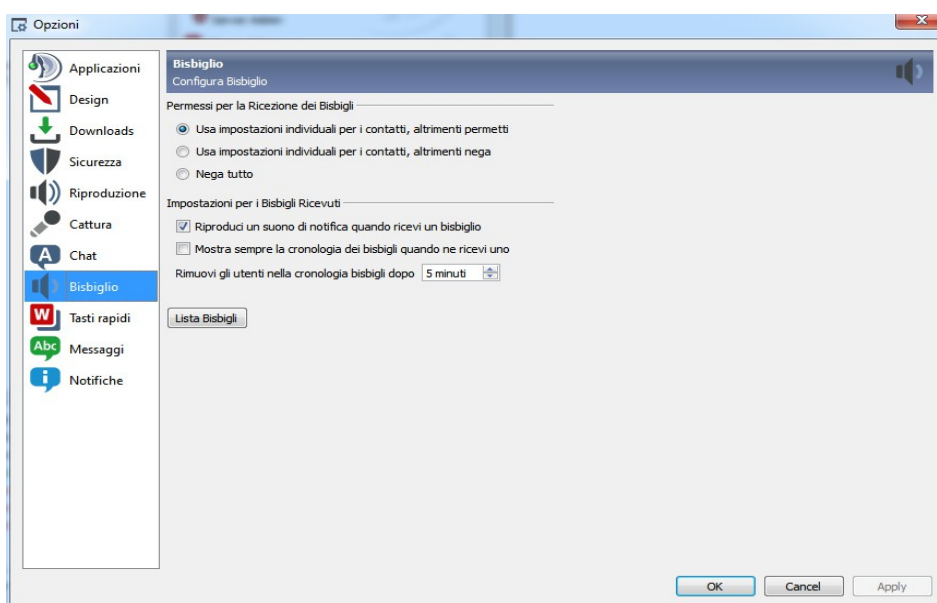 Opzioni
Applicazioni
Design
Downloads
Sicurezza
Riproduzione
Cattura
Chat
Bisbiglio
Tasti rapidi
Messaggi
Notifiche
Bisbiglio
Configura Bisbiglio
Permessi per la Ricezione dei Bisbigli
Usa impostazioni individuali per i contatti, altrimenti permetti
Usa impostazioni individuali per i contatti, altrimenti nega
Nega tutto
Impostazioni per i Bisbigli Ricevuti
Riproduci un suono di notifica quando ricevi un bisbiglio
Mostra sempre la cronologia dei bisbigli quando ne ricevi uno
Rimuovi gli utenti nella cronologia bisbigli dopo 5 minuti
Lista Bisbigli
OK Cancel Apply